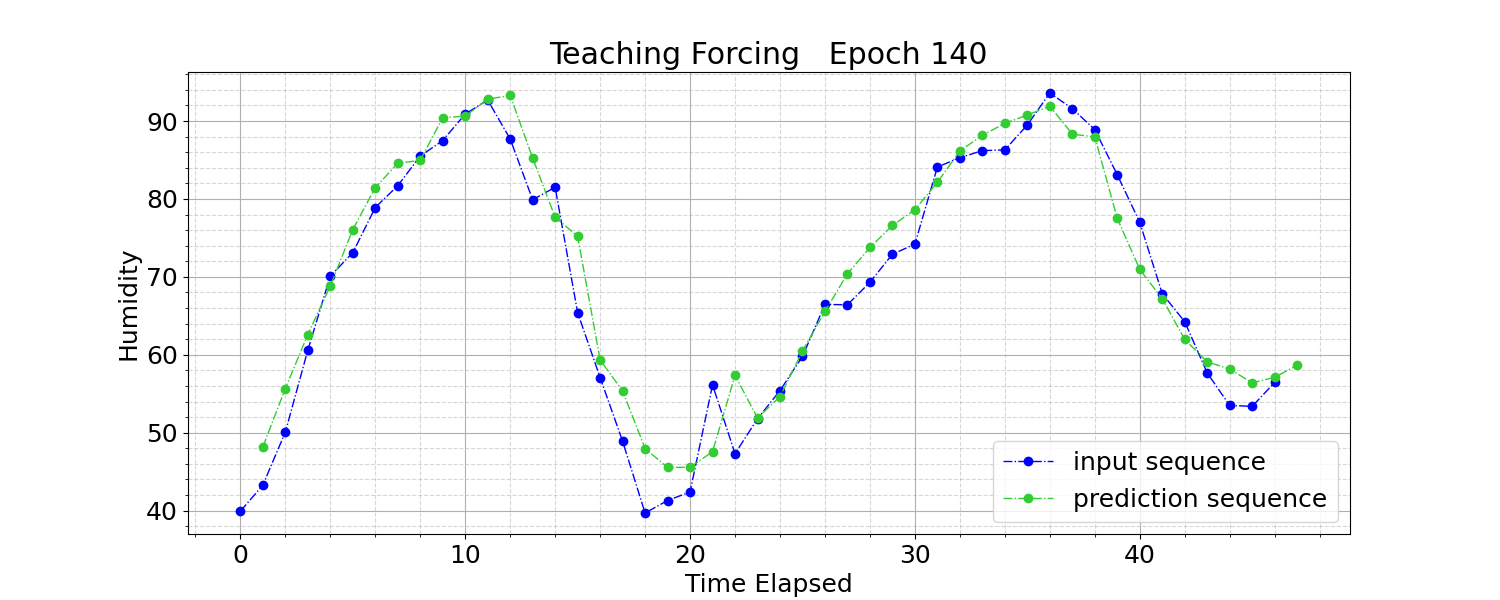 Teaching Forcing   Epoch 140
Humidity
90
80
70
60
50
40
0 10 20 30 40
Time Elapsed
input sequence
prediction sequence